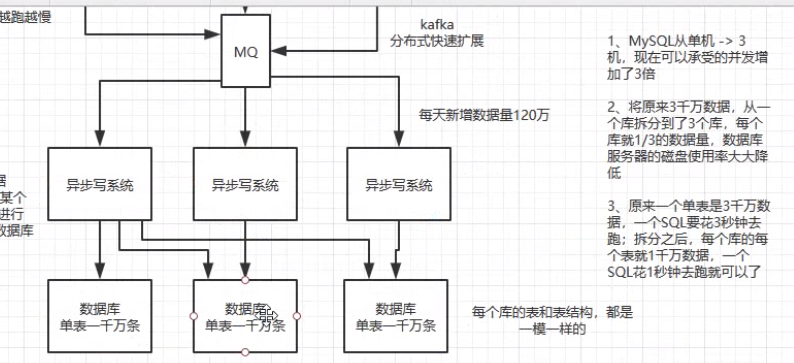 越跑越慢
MQ
kafka
分布式快速扩展
每天新增数据量120万
1、MySQL从单机 -> 3
机，现在可以承受的并发增
加了3倍
2、将原来3千万数据，从一
个库拆分到了3个库，每个
库就1/3的数据量，数据库
服务器的磁盘使用率大大降
低
3、原来一个单表是3千万数
据，一个SQL要花3秒钟去
跑；拆分之后，每个库的每
个表就1千万数据，一个
SQL花1秒钟去跑就可以了
据
某个
进行
数据库
异步写系统
异步写系统
异步写系统
数据库
单表一千万条
数据库
单表一千万条
数据库
单表一千万条
每个库的表和表结构，都是
一模一样的